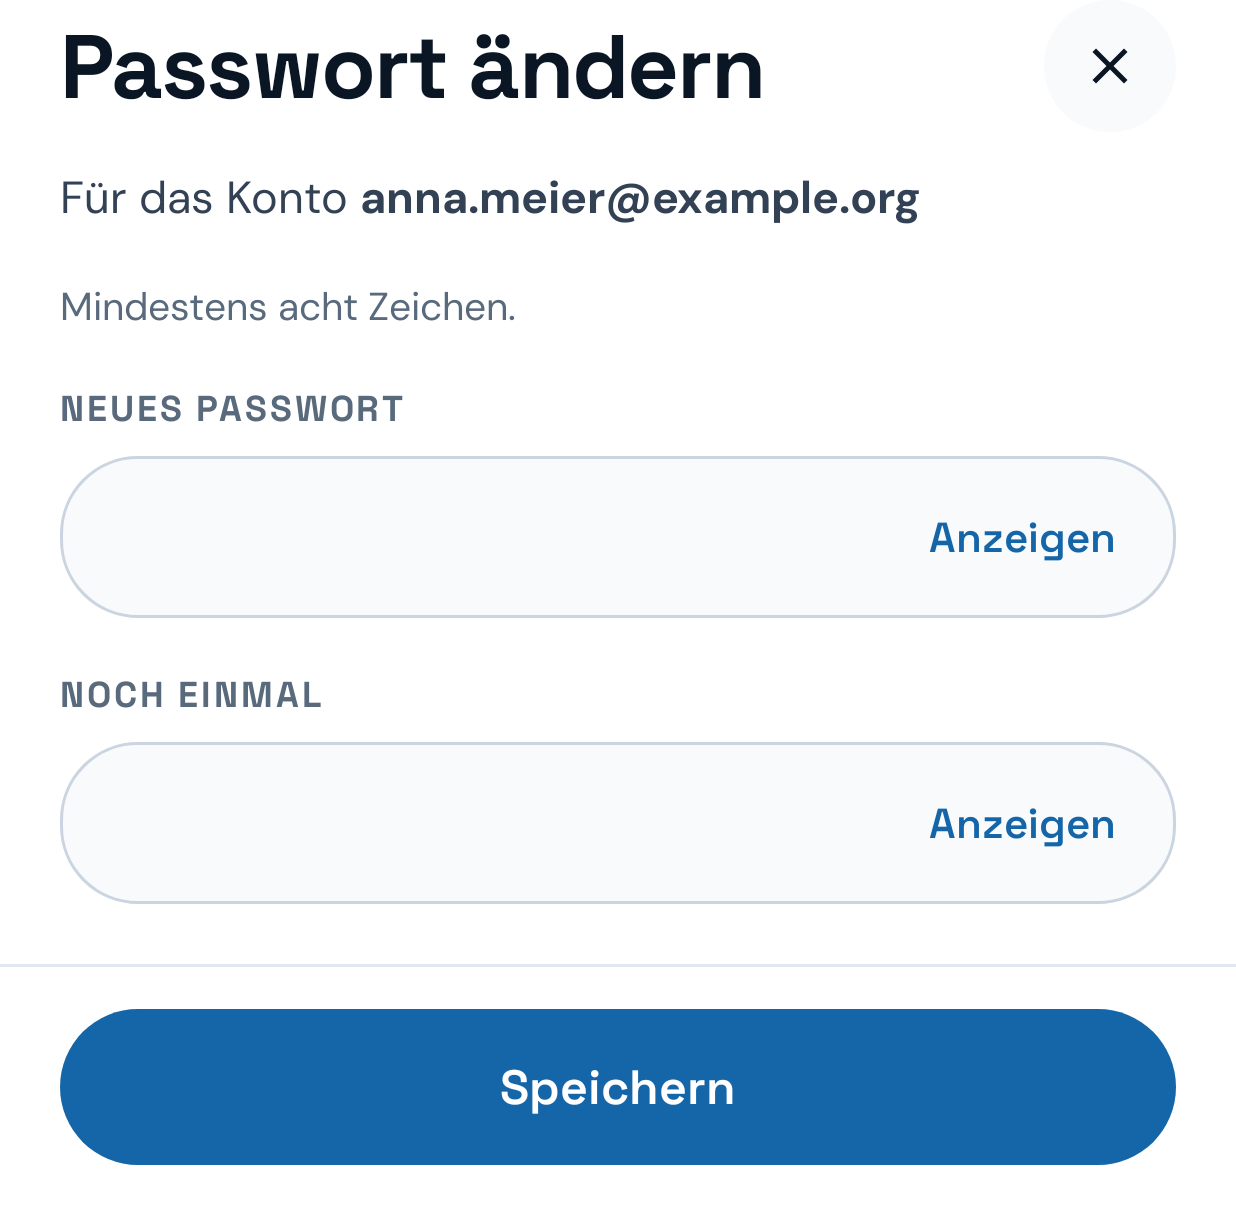 Passwort ändern
Für das Konto anna.meier@example.org
Mindestens acht Zeichen.
NEUES PASSWORT
Anzeigen
NOCH EINMAL
Anzeigen
Speichern